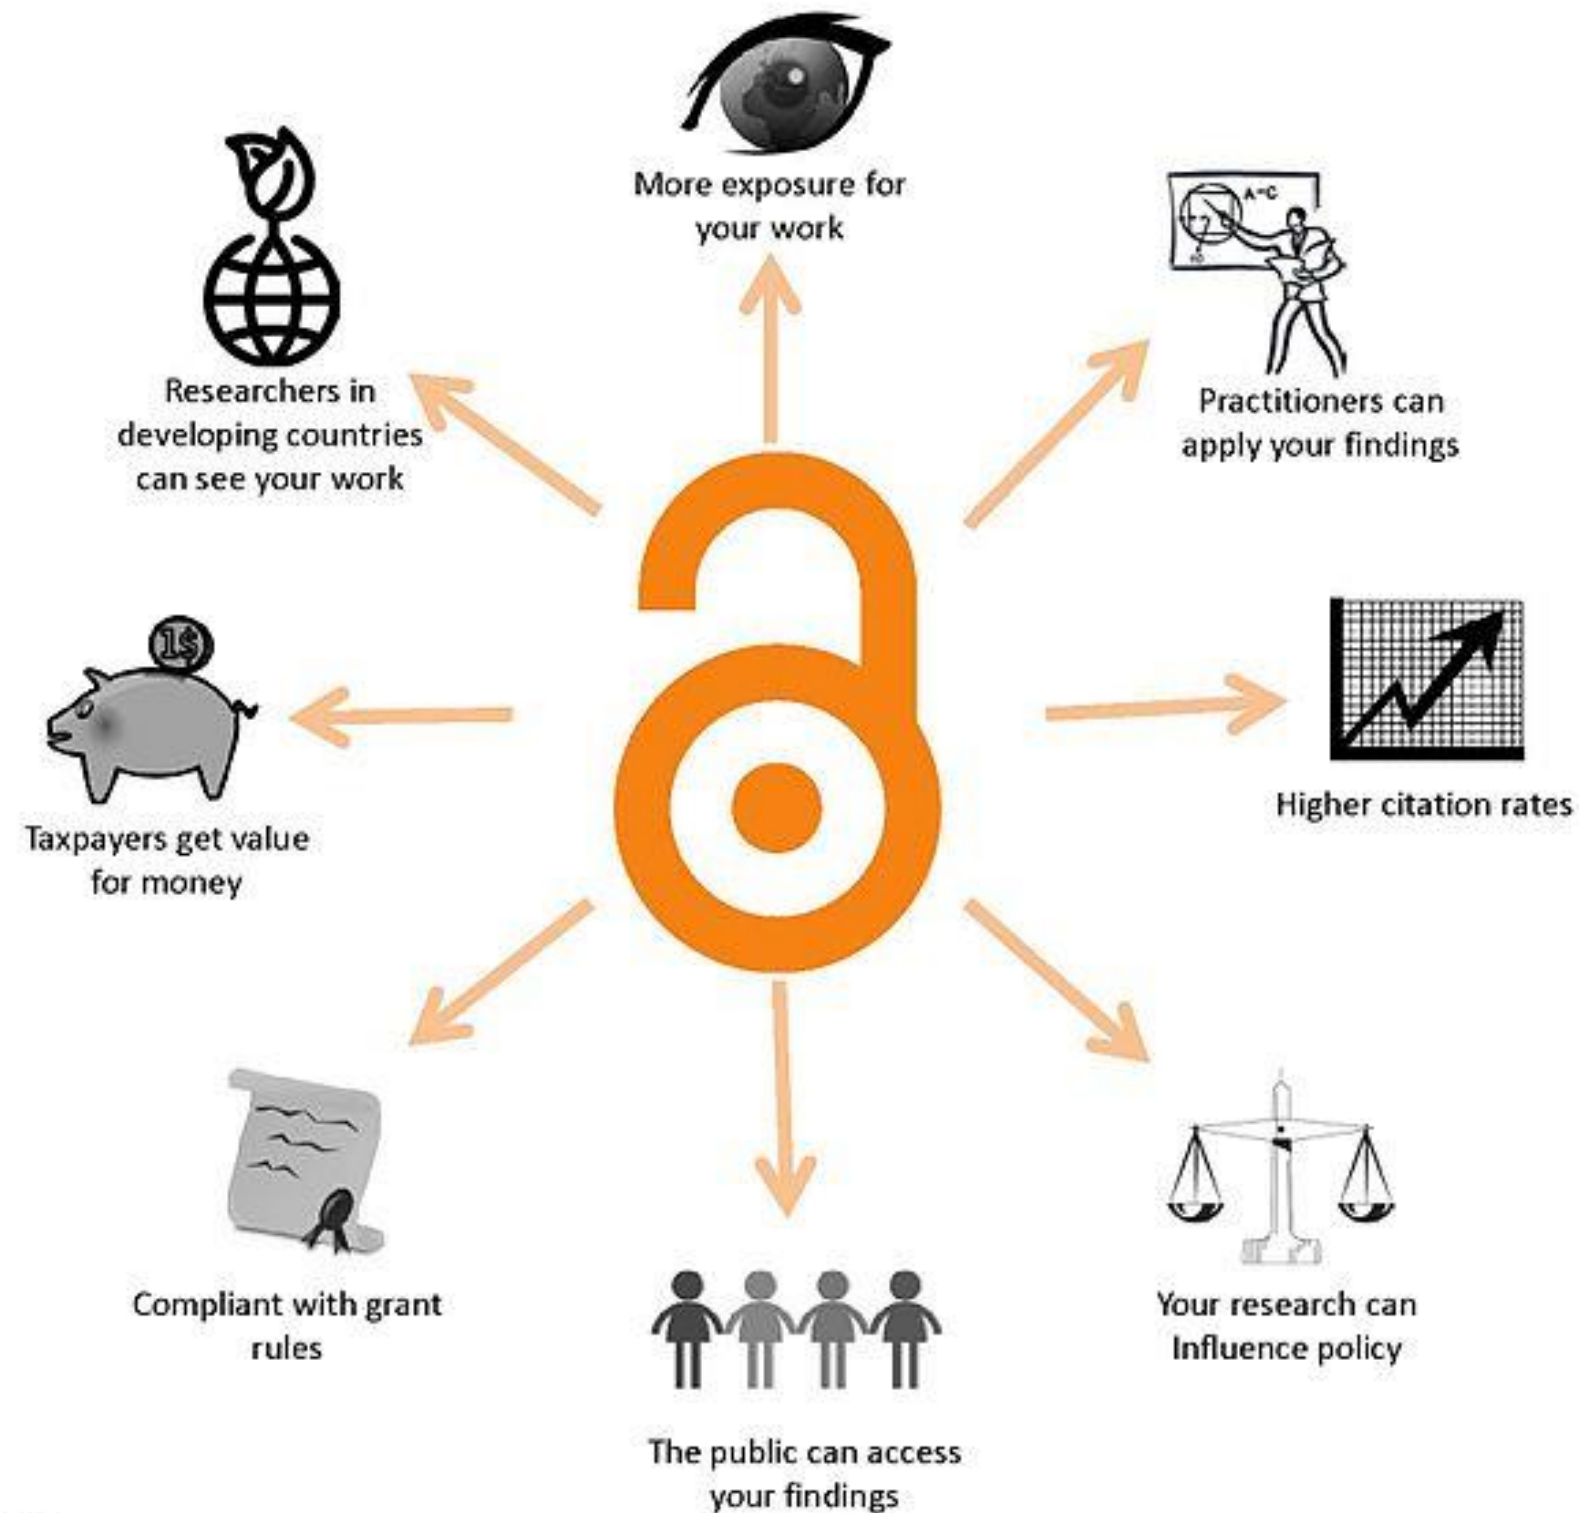 More exposure for
your work
A=C
Practitioners can
apply your findings
Higher citation rates
Your research can
Influence policy
The public can access
your findings
Compliant with grant
rules
1$
Taxpayers get value
for money
Researchers in
developing countries
can see your work